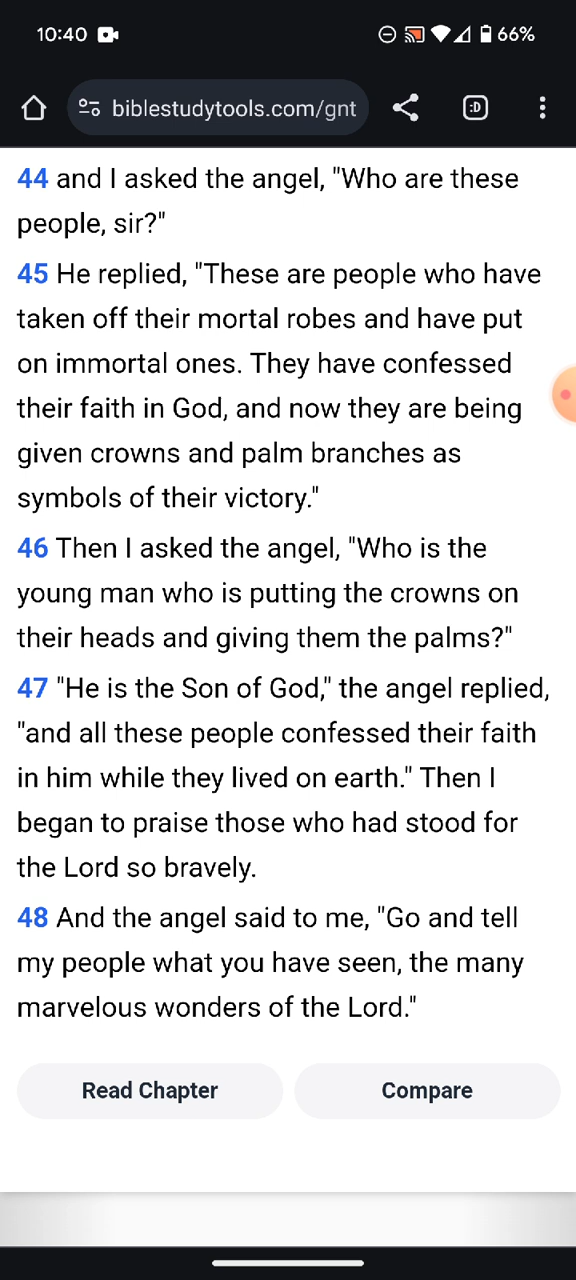 10:40
66%
biblestudytools.com/gnt
:D
44 and I asked the angel, "Who are these
people, sir?"
45 He replied, "These are people who have
taken off their mortal robes and have put
on immortal ones. They have confessed
their faith in God, and now they are being
given crowns and palm branches as
symbols of their victory."
46 Then I asked the angel, "Who is the
young man who is putting the crowns on
their heads and giving them the palms?"
47 "He is the Son of God," the angel replied,
"and all these people confessed their faith
in him while they lived on earth." Then I
began to praise those who had stood for
the Lord so bravely.
48 And the angel said to me, "Go and tell
my people what you have seen, the many
marvelous wonders of the Lord."
Read Chapter
Compare